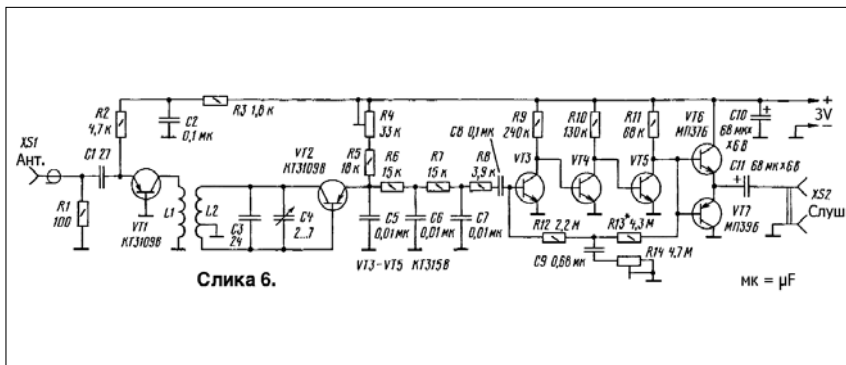 XS1
Ант.
R1
100
C1 27
R2
4,7 к
C2
0,1 мк
R3 1,8 к
VT1
КТ3109В
L1
L2
C3
24
C4
2...7
VT2
КТ3109В
R4
33 к
R5
18 к
R6
15 к
R7
15 к
R8
3,9 к
C5
0,01 мк
C6
0,01 мк
C7
0,01 мк
C8 0,1 мк
R9
240 к
VT3
R10
130 к
VT4
R11
68 к
VT5
R12 2,2 М
R13* 4,3 М
C9 0,68 мк
R14 4,7 М
VT3-VT5 КТ315В
VT6
МП37Б
VT7
МП39Б
C10
68 мк×
×6 В
+
3V
−
C11 68 мк×6В
XS2
Слуш
Слика 6.
мк = µF